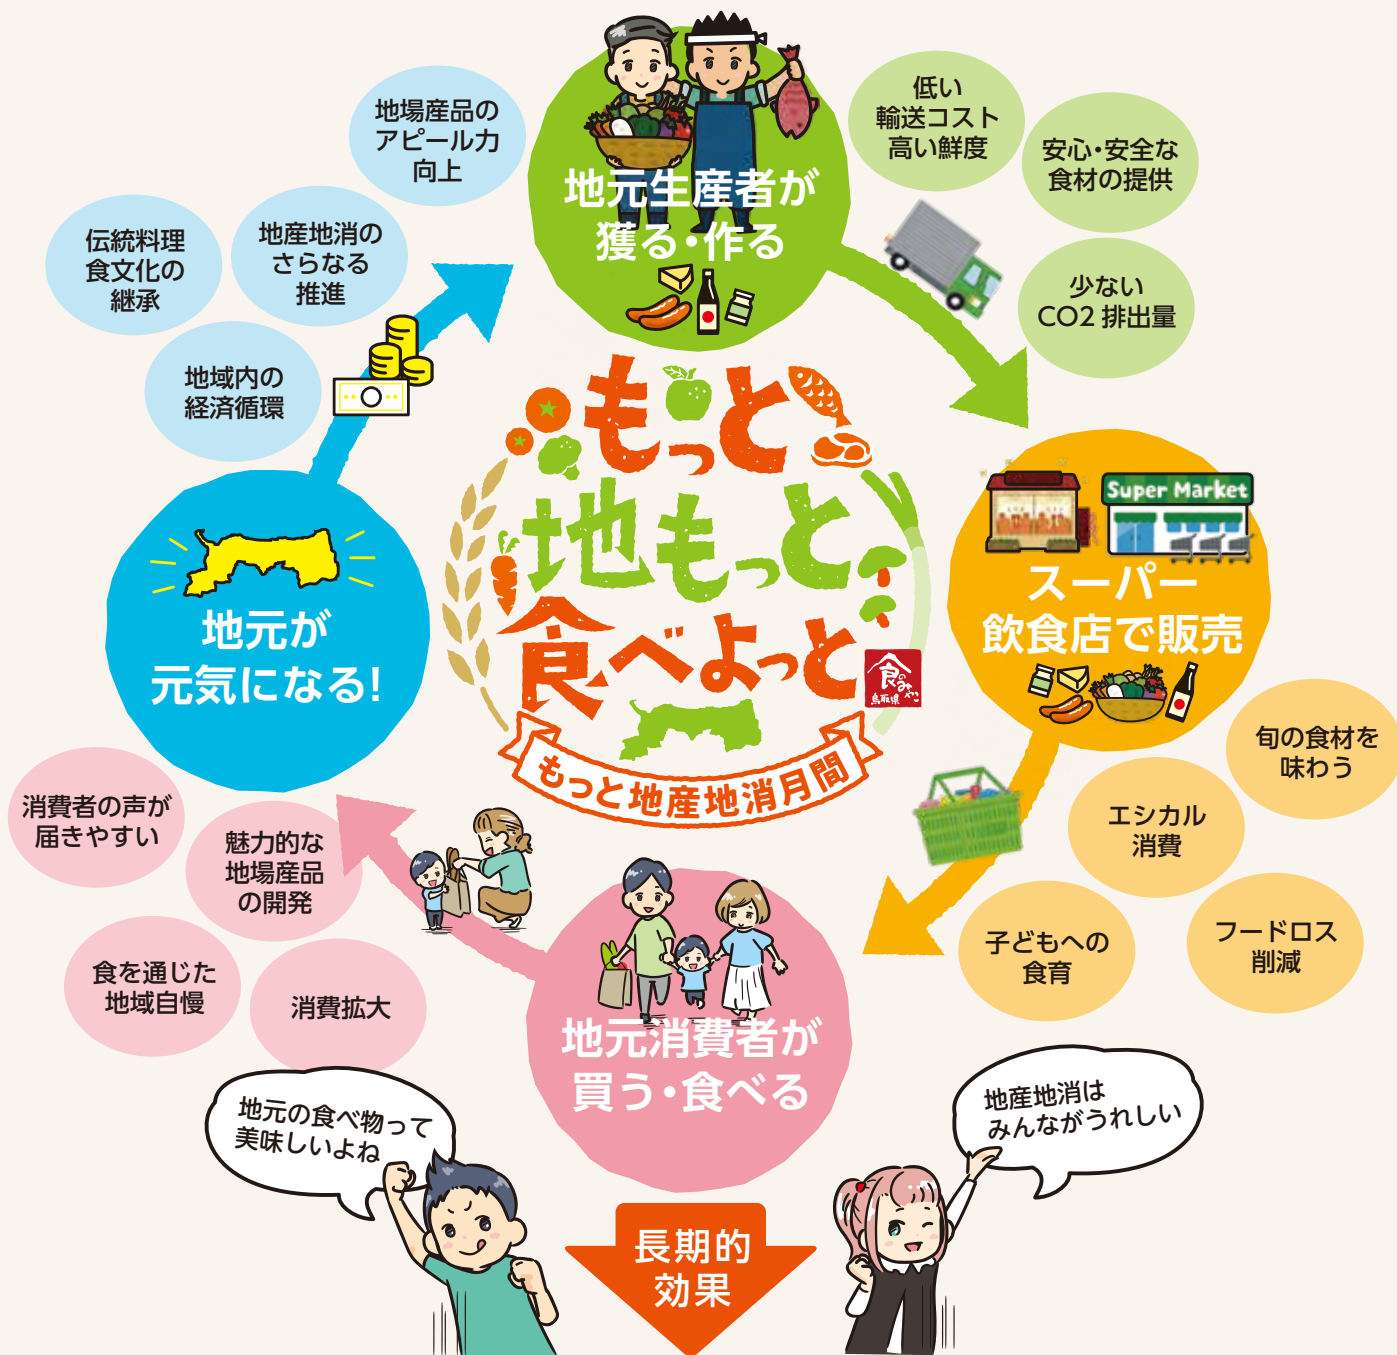 地元生産者が
獲る・作る
低い
輸送コスト
高い鮮度
安心・安全な
食材の提供
少ない
CO2 排出量
Super Market
スーパー
飲食店で販売
旬の食材を
味わう
エシカル
消費
フードロス
削減
子どもへの
食育
地元消費者が
買う・食べる
消費者の声が
届きやすい
魅力的な
地場産品
の開発
食を通じた
地域自慢
消費拡大
地元が
元気になる!
地場産品の
アピール力
向上
地産地消の
さらなる
推進
伝統料理
食文化の
継承
地域内の
経済循環
もっと
地もっと
食べよっと
食のみやこ
鳥取県
もっと地産地消月間
地元の食べ物って
美味しいよね
地産地消は
みんながうれしい
長期的
効果